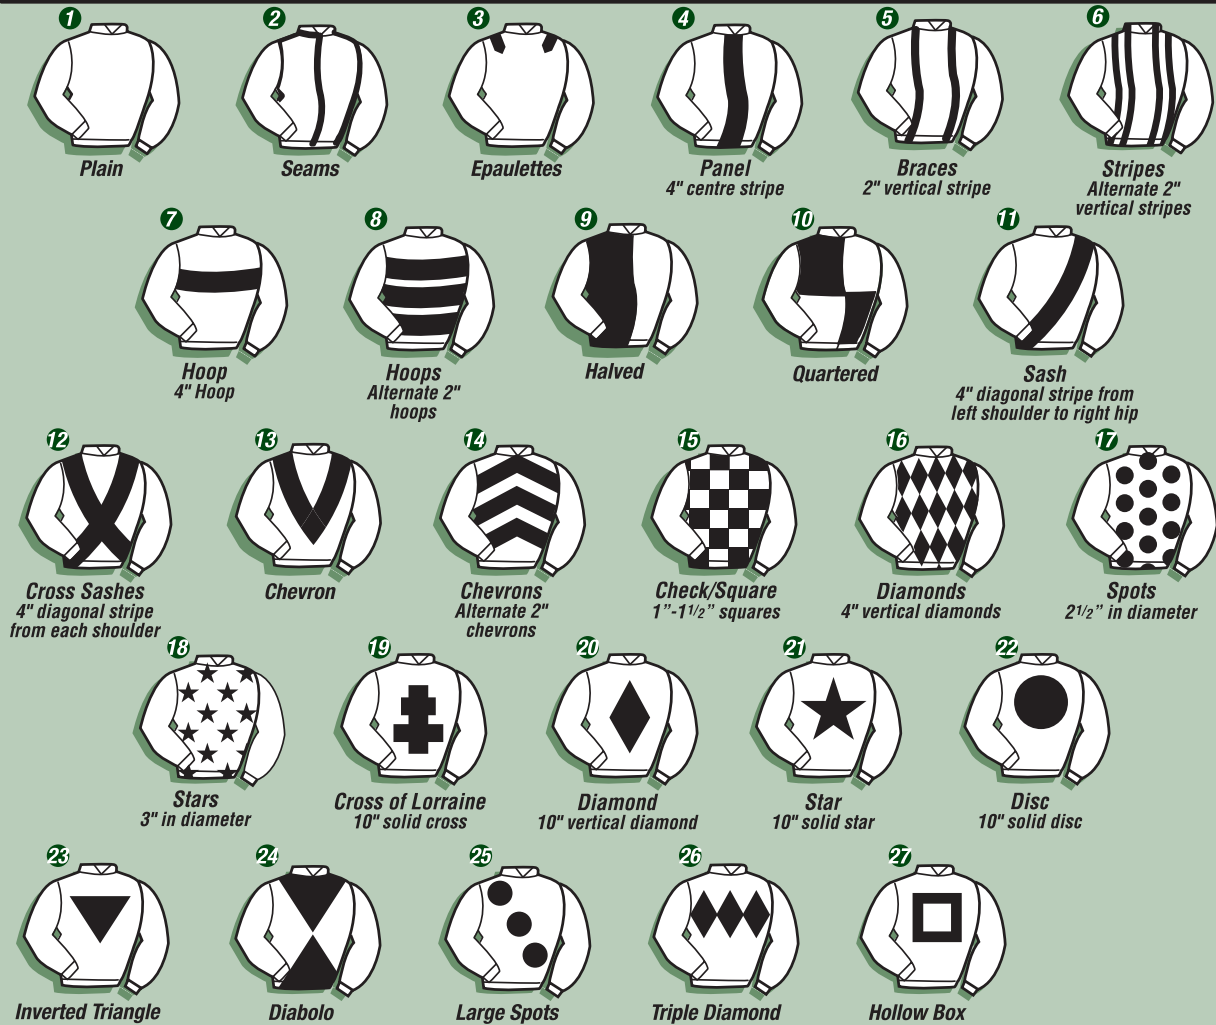 1
Plain
2
Seams
3
Epaulettes
4
Panel
4" centre stripe
5
Braces
2" vertical stripe
6
Stripes
Alternate 2"
vertical stripes
7
Hoop
4" Hoop
8
Hoops
Alternate 2"
hoops
9
Halved
10
Quartered
11
Sash
4" diagonal stripe from
left shoulder to right hip
12
Cross Sashes
4" diagonal stripe
from each shoulder
13
Chevron
14
Chevrons
Alternate 2"
chevrons
15
Check/Square
1”-1 1/2” squares
16
Diamonds
4" vertical diamonds
17
Spots
2 1/2” in diameter
18
Stars
3" in diameter
19
Cross of Lorraine
10" solid cross
20
Diamond
10" vertical diamond
21
Star
10" solid star
22
Disc
10" solid disc
23
Inverted Triangle
24
Diabolo
25
Large Spots
26
Triple Diamond
27
Hollow Box